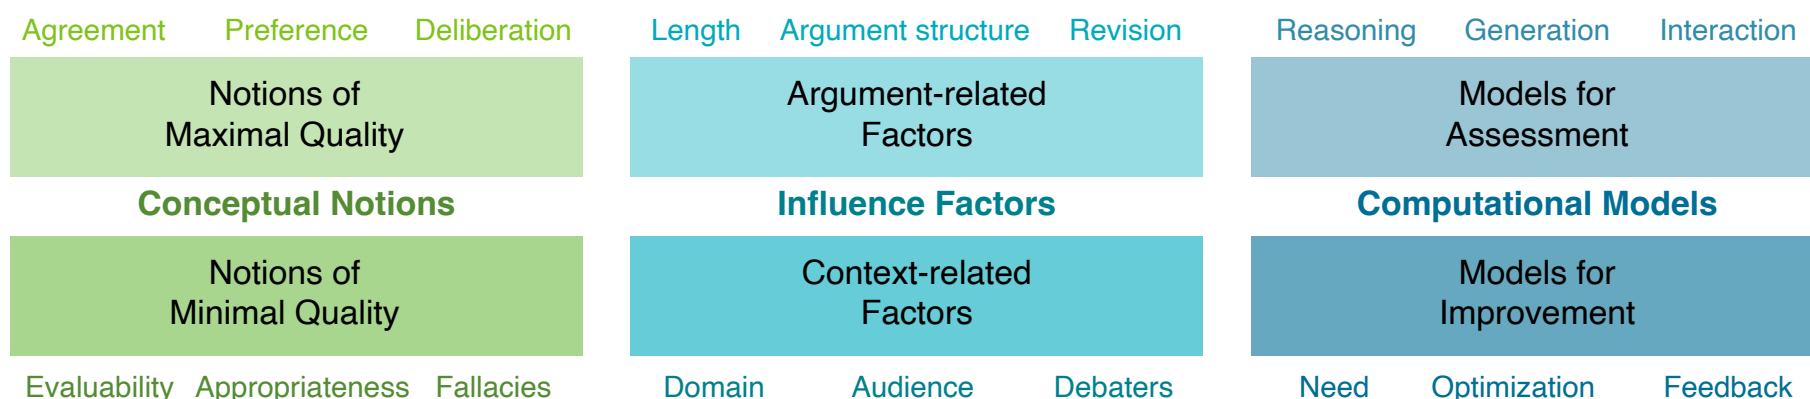 Agreement Preference Deliberation
Notions of
Maximal Quality
Conceptual Notions
Notions of
Minimal Quality
Evaluability Appropriateness Fallacies
Length Argument structure Revision
Argument-related
Factors
Influence Factors
Context-related
Factors
Domain Audience Debaters
Reasoning Generation Interaction
Models for
Assessment
Computational Models
Models for
Improvement
Need Optimization Feedback